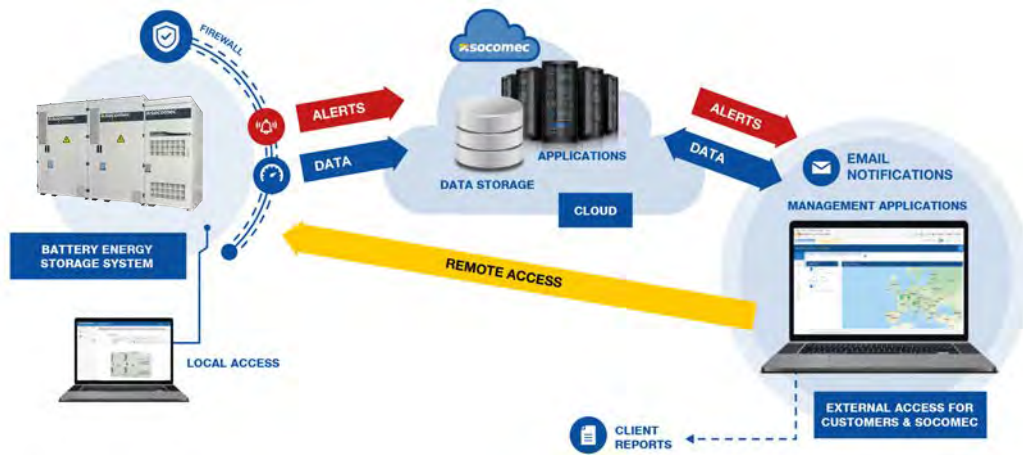 FIREWALL
socomec
ALERTS
DATA
APPLICATIONS
DATA STORAGE
CLOUD
ALERTS
DATA
EMAIL
NOTIFICATIONS
MANAGEMENT APPLICATIONS
BATTERY ENERGY
STORAGE SYSTEM
REMOTE ACCESS
LOCAL ACCESS
EXTERNAL ACCESS FOR
CUSTOMERS & SOCOMEC
CLIENT
REPORTS